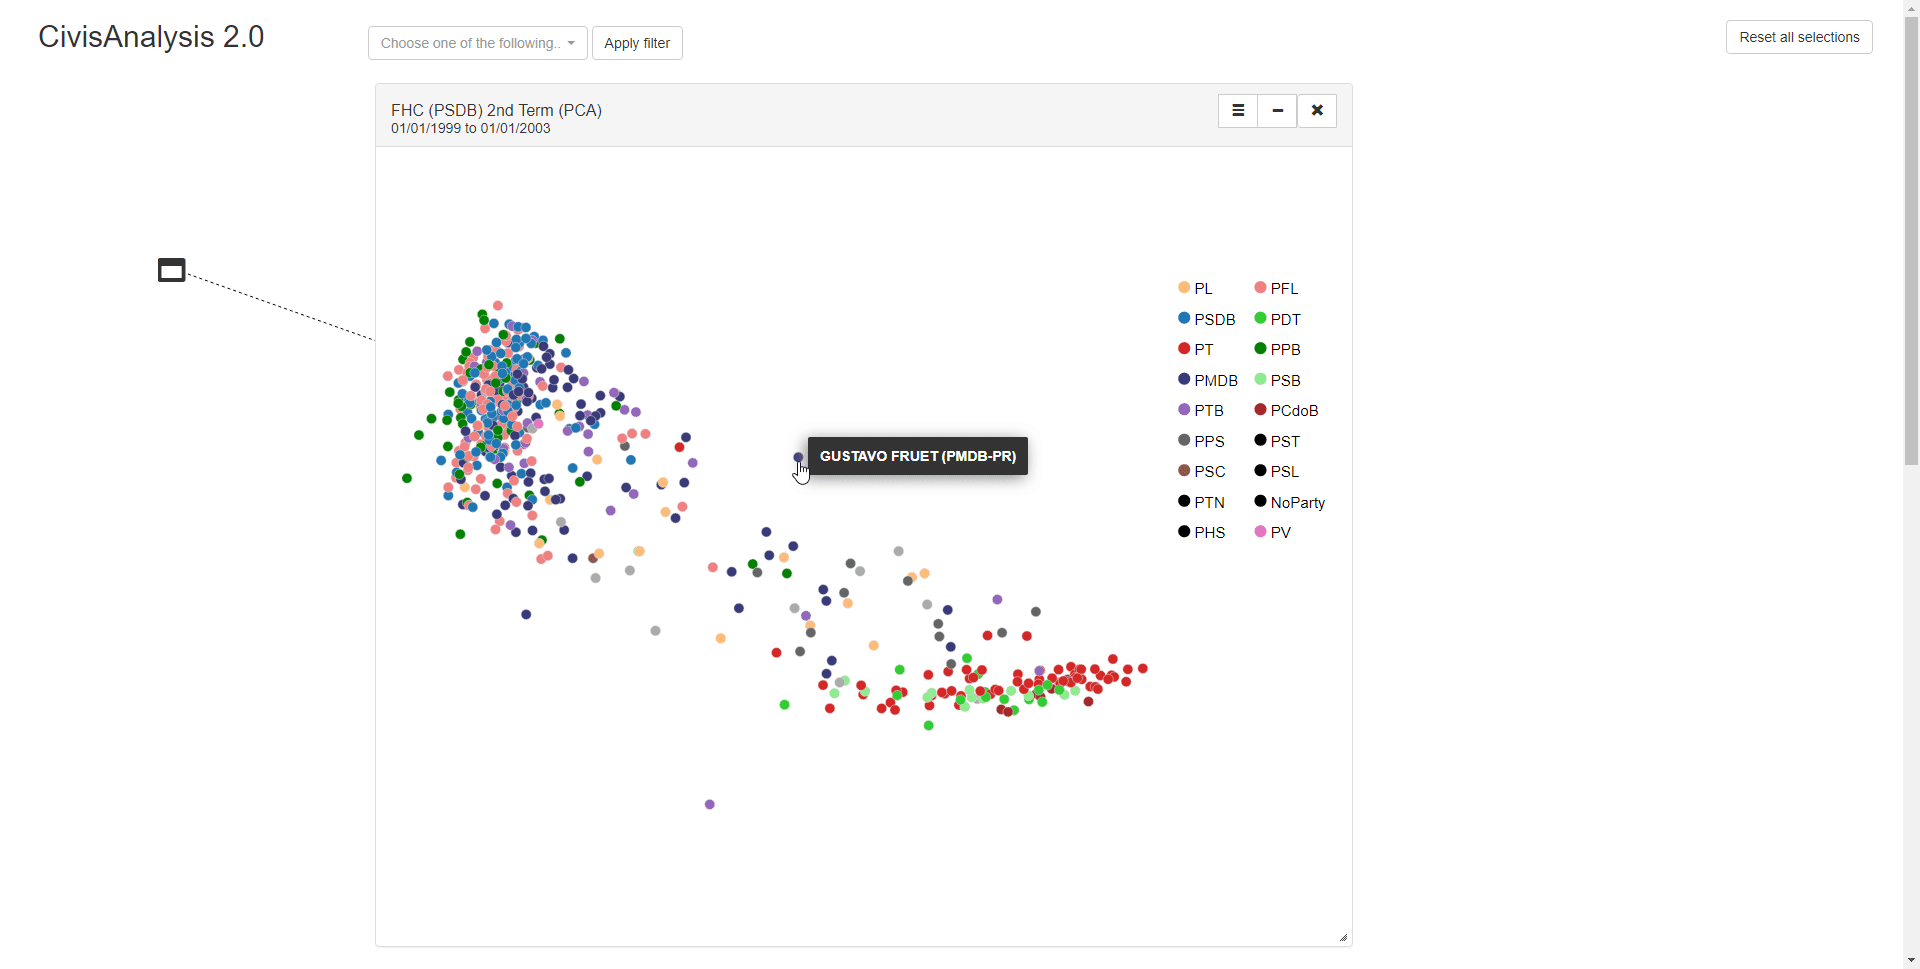 CivisAnalysis 2.0
Choose one of the following..
Apply filter
Reset all selections
FHC (PSDB) 2nd Term (PCA)
01/01/1999 to 01/01/2003
GUSTAVO FRUET (PMDB-PR)
PL PFL
PSDB PDT
PT PPB
PMDB PSB
PTB PCdoB
PPS PST
PSC PSL
PTN NoParty
PHS PV